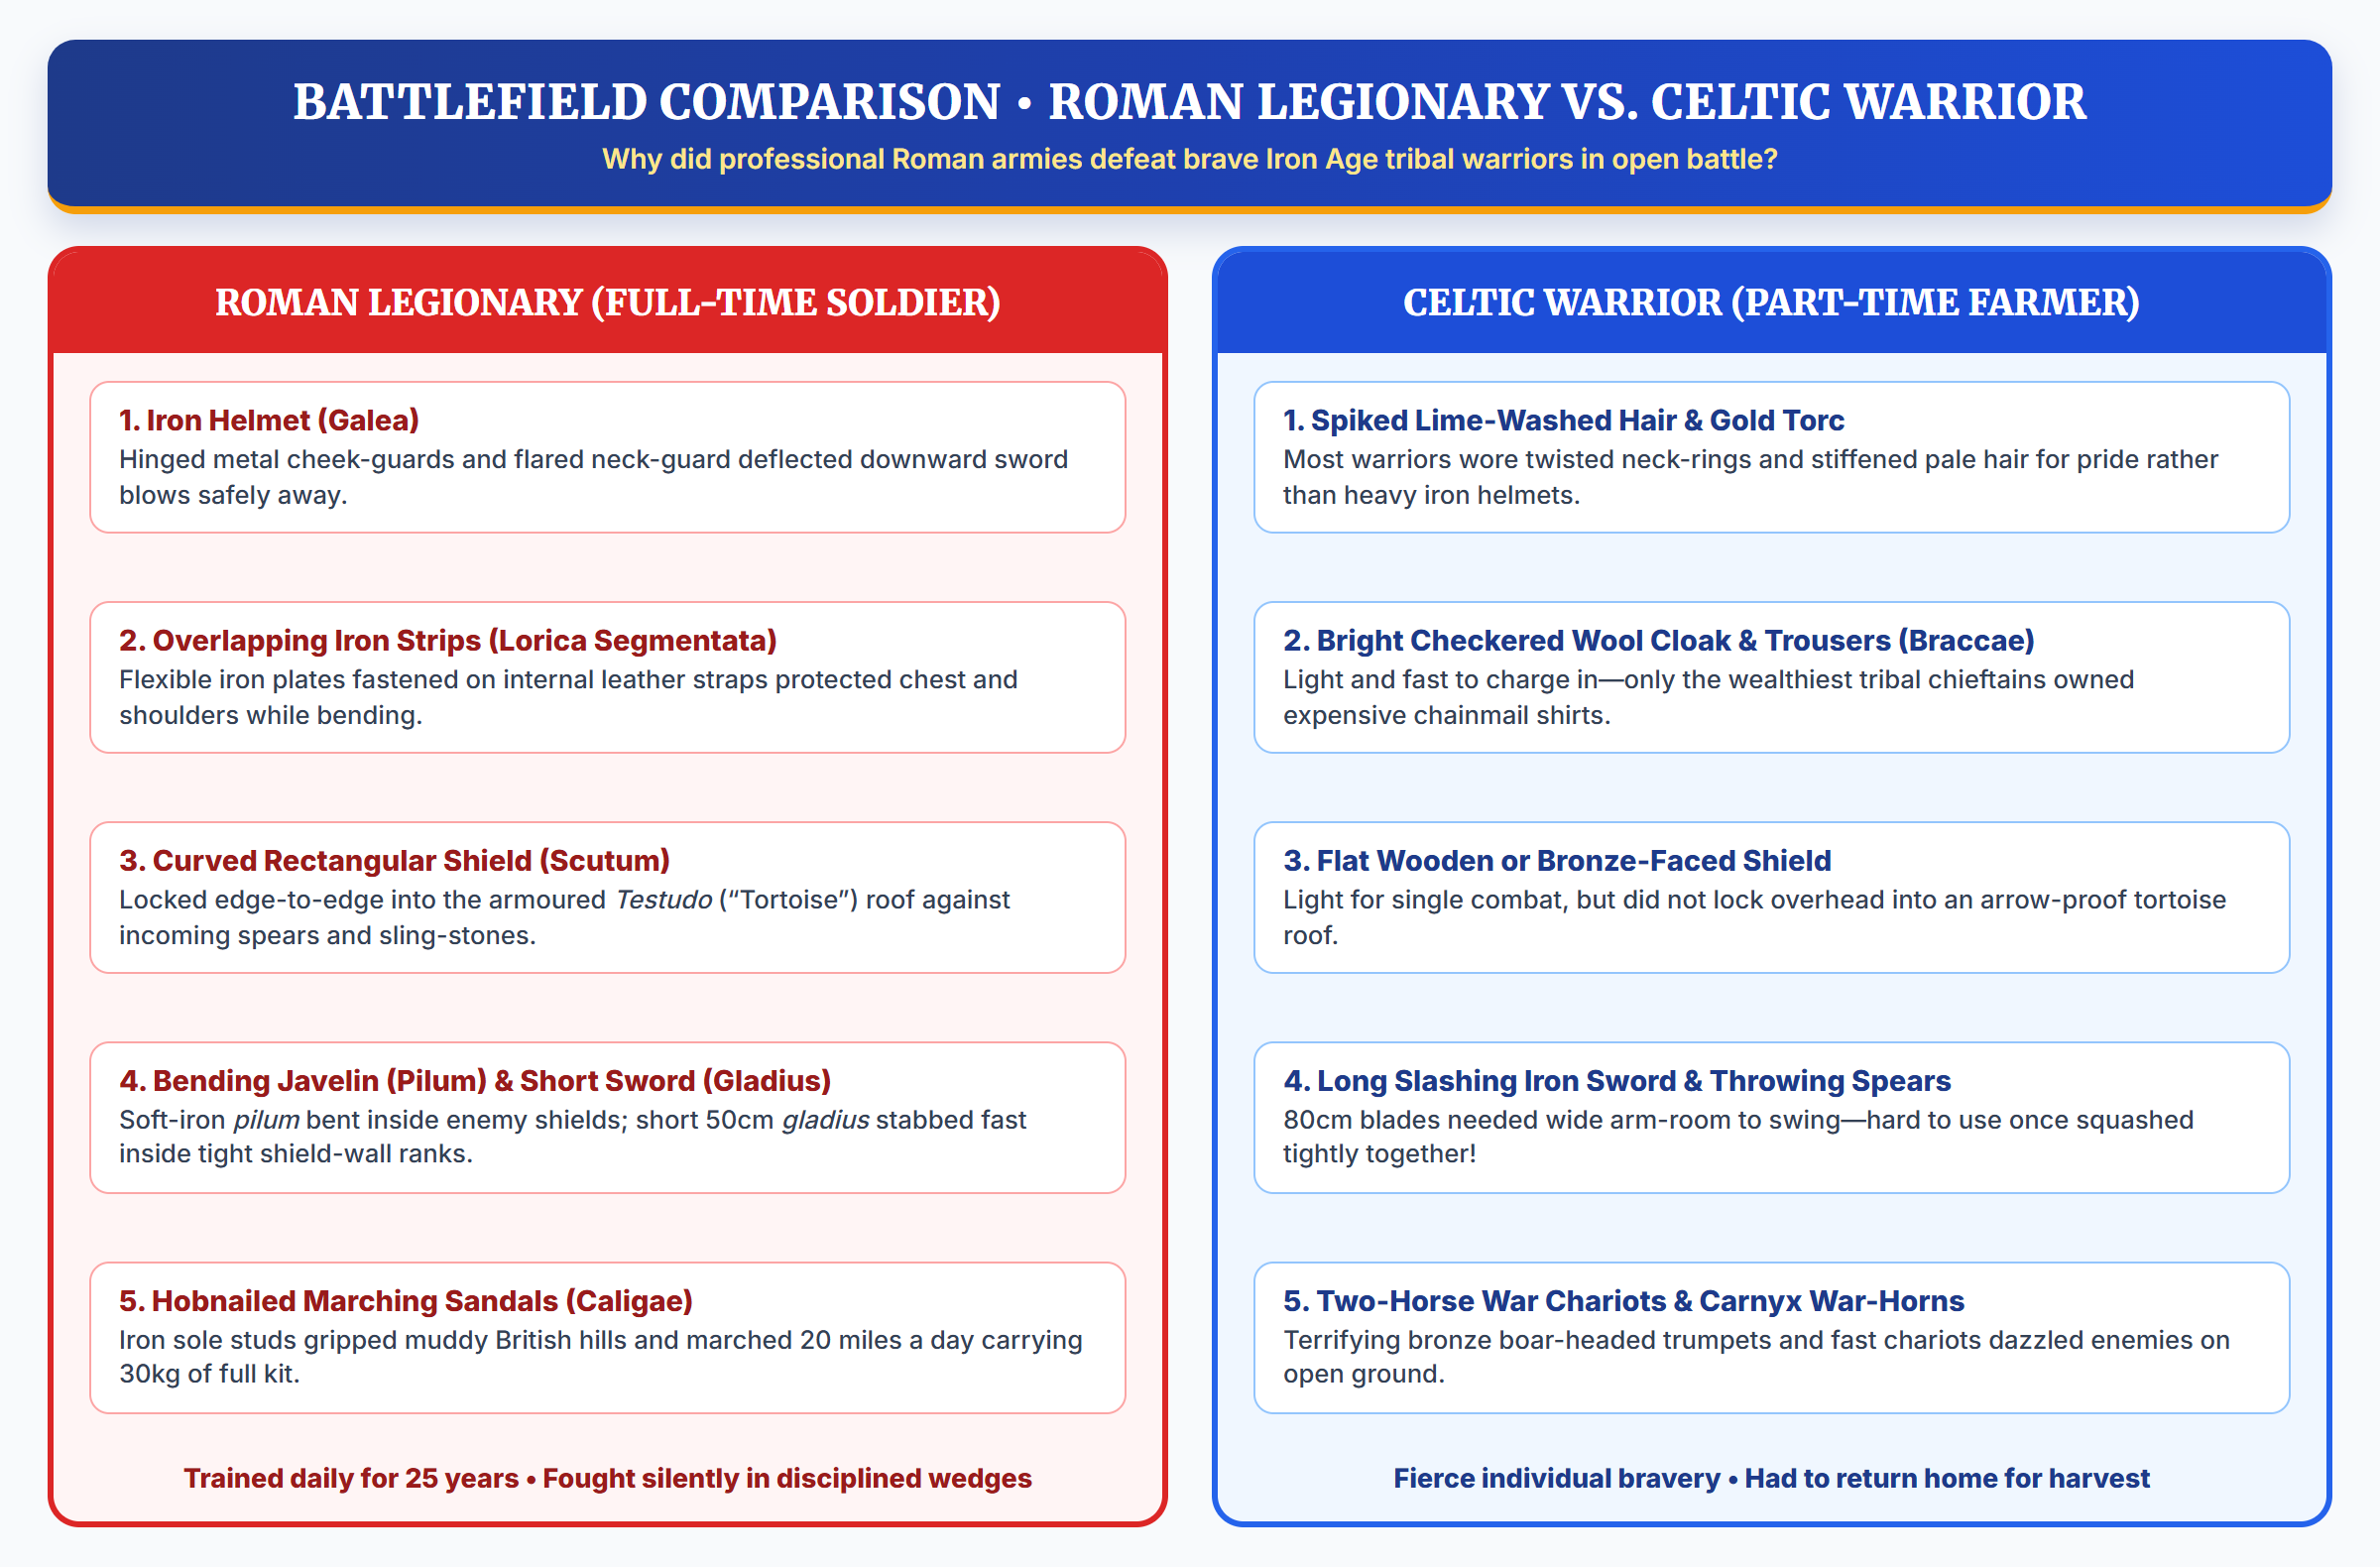 BATTLEFIELD COMPARISON • ROMAN LEGIONARY VS. CELTIC WARRIOR
Why did professional Roman armies defeat brave Iron Age tribal warriors in open battle?
ROMAN LEGIONARY (FULL-TIME SOLDIER)
1. Iron Helmet (Galea)
Hinged metal cheek-guards and flared neck-guard deflected downward sword
blows safely away.
2. Overlapping Iron Strips (Lorica Segmentata)
Flexible iron plates fastened on internal leather straps protected chest and
shoulders while bending.
3. Curved Rectangular Shield (Scutum)
Locked edge-to-edge into the armoured Testudo (“Tortoise”) roof against
incoming spears and sling-stones.
4. Bending Javelin (Pilum) & Short Sword (Gladius)
Soft-iron pilum bent inside enemy shields; short 50cm gladius stabbed fast
inside tight shield-wall ranks.
5. Hobnailed Marching Sandals (Caligae)
Iron sole studs gripped muddy British hills and marched 20 miles a day carrying
30kg of full kit.
Trained daily for 25 years • Fought silently in disciplined wedges
CELTIC WARRIOR (PART-TIME FARMER)
1. Spiked Lime-Washed Hair & Gold Torc
Most warriors wore twisted neck-rings and stiffened pale hair for pride rather
than heavy iron helmets.
2. Bright Checkered Wool Cloak & Trousers (Braccae)
Light and fast to charge in—only the wealthiest tribal chieftains owned
expensive chainmail shirts.
3. Flat Wooden or Bronze-Faced Shield
Light for single combat, but did not lock overhead into an arrow-proof tortoise
roof.
4. Long Slashing Iron Sword & Throwing Spears
80cm blades needed wide arm-room to swing—hard to use once squashed
tightly together!
5. Two-Horse War Chariots & Carnyx War-Horns
Terrifying bronze boar-headed trumpets and fast chariots dazzled enemies on
open ground.
Fierce individual bravery • Had to return home for harvest